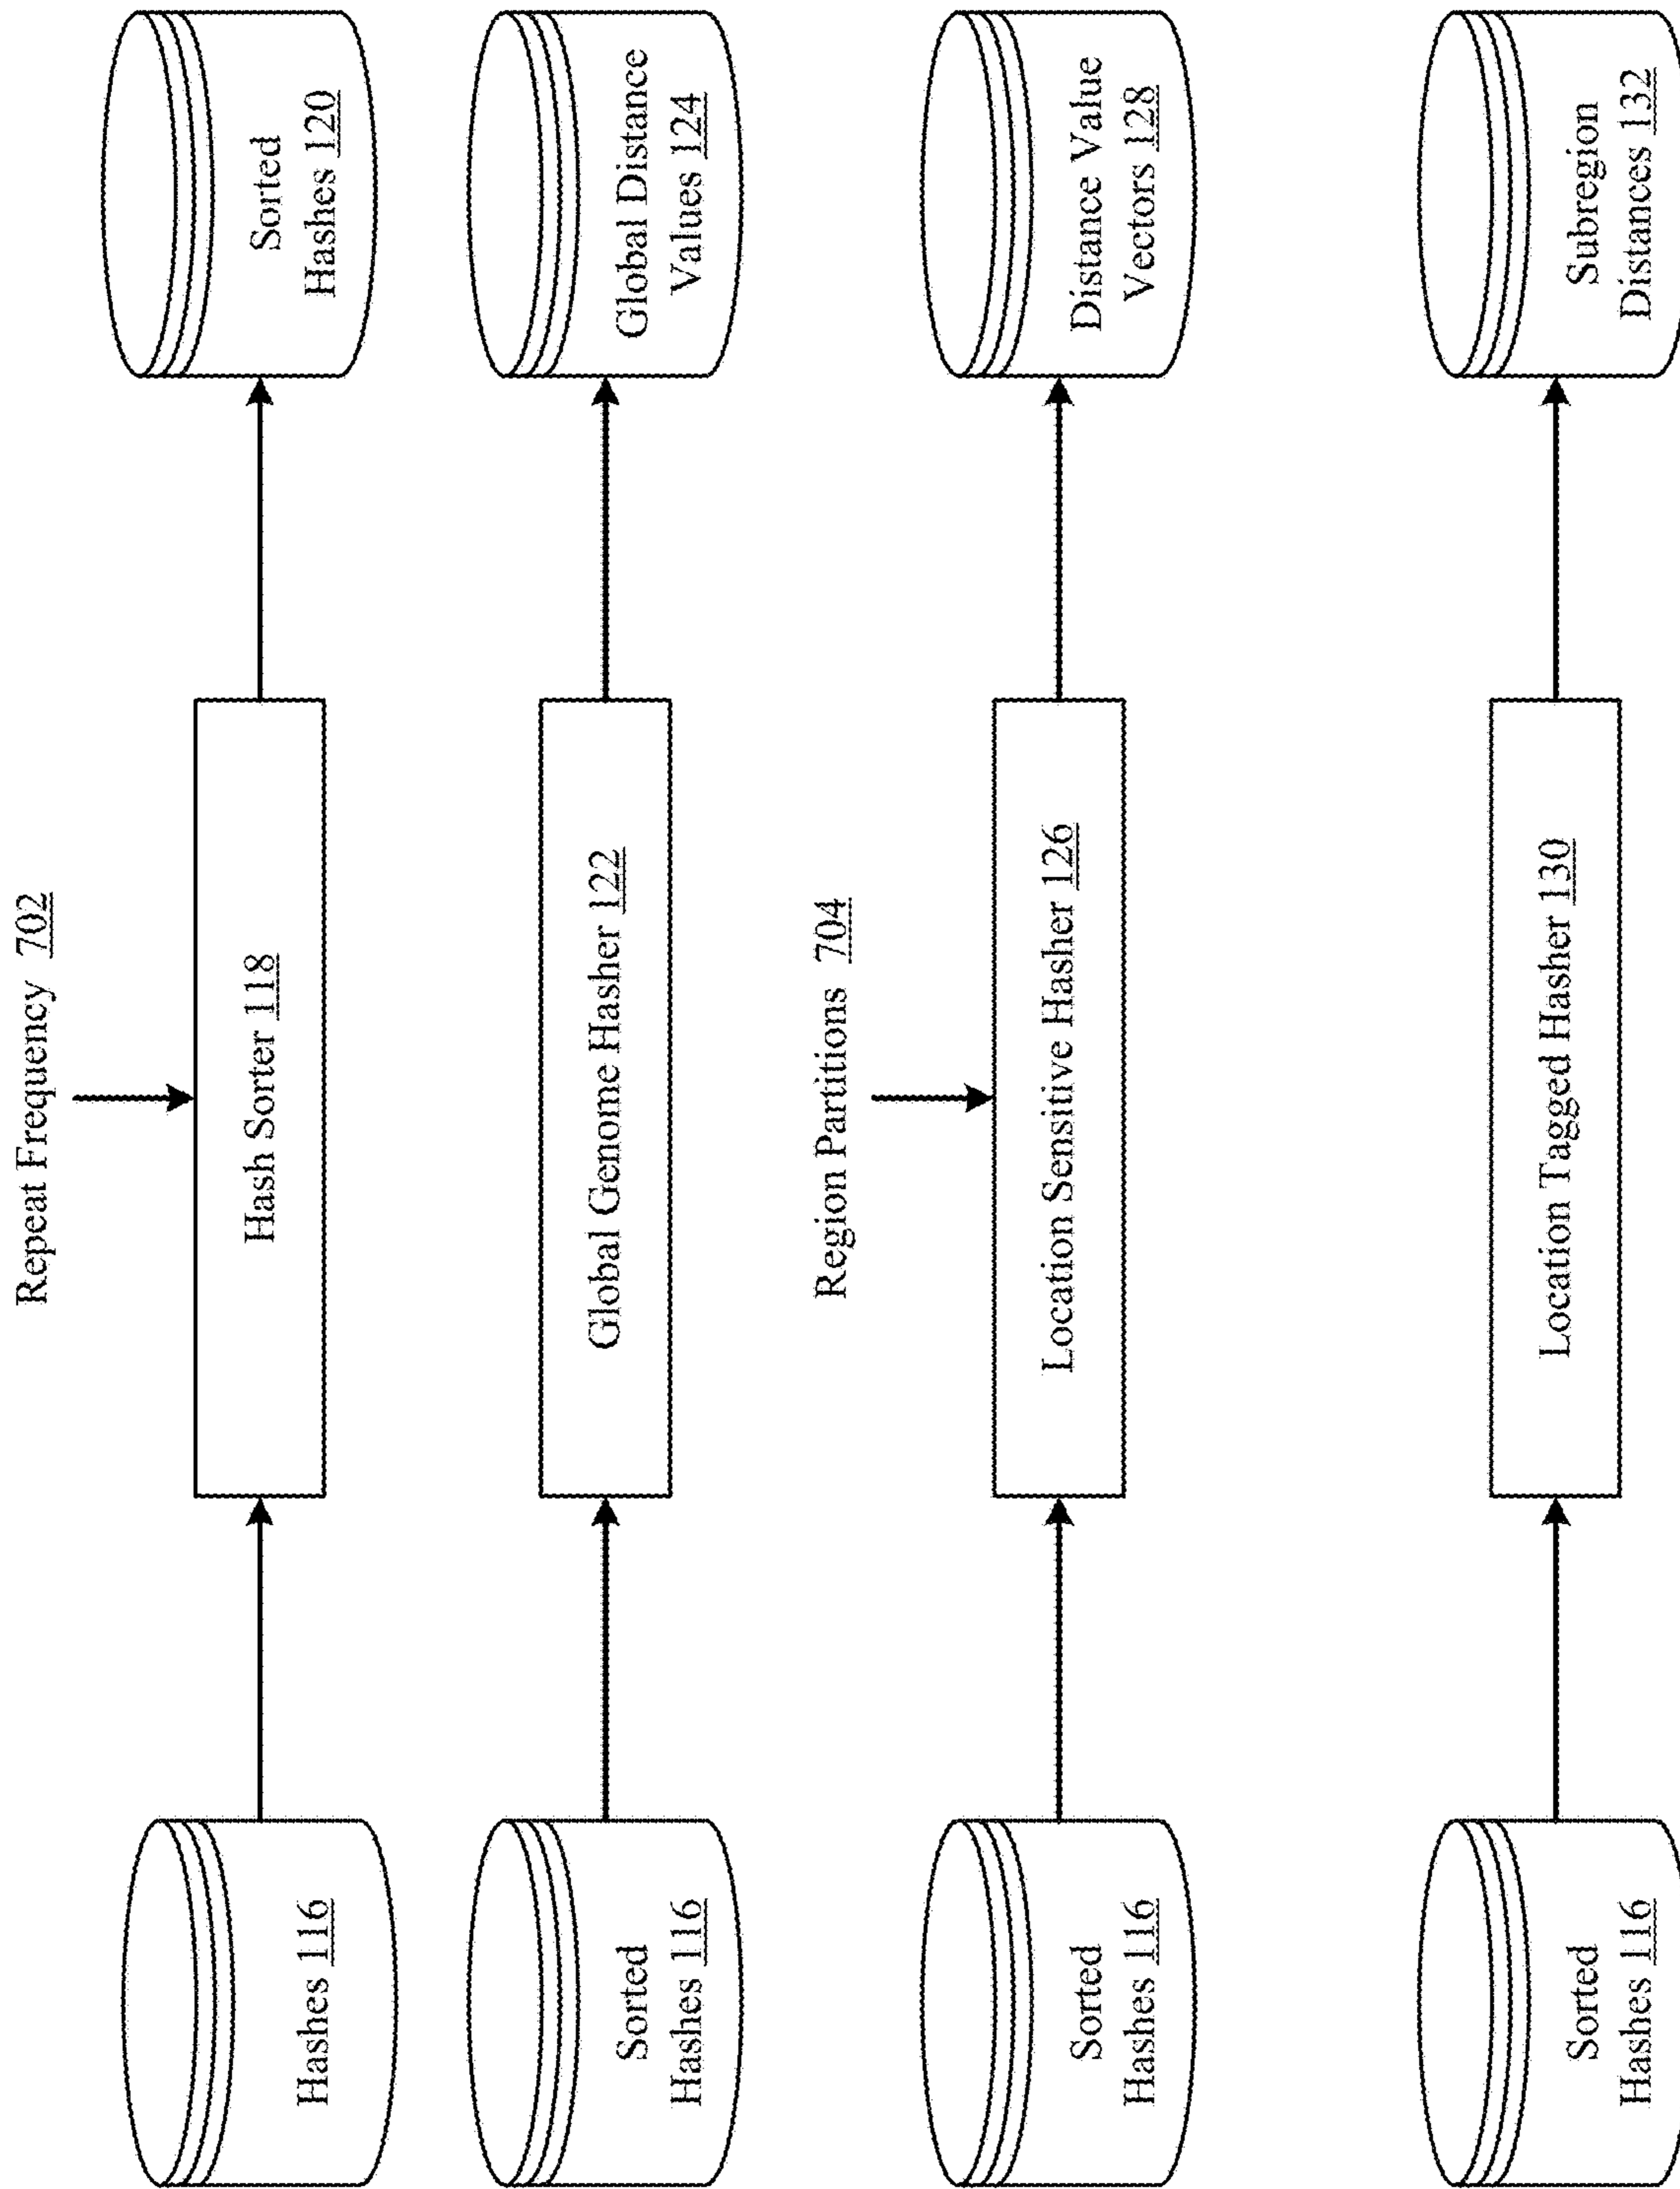 Repeat Frequency 702
Hashes 116
Hash Sorter 118
Sorted
Hashes 120
Sorted
Hashes 116
Global Genome Hasher 122
Global Distance
Values 124
Region Partitions 704
Sorted
Hashes 116
Location Sensitive Hasher 126
Distance Value
Vectors 128
Sorted
Hashes 116
Location Tagged Hasher 130
Subregion
Distances 132